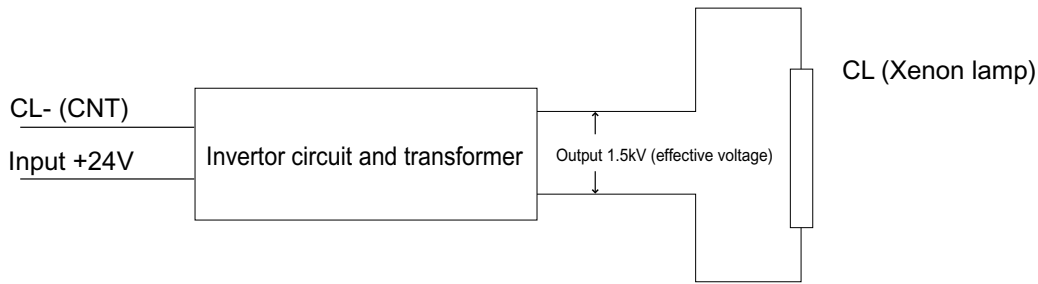 CL (Xenon lamp)
CL- (CNT)
Input +24V
Invertor circuit and transformer
Output 1.5kV (effective voltage)